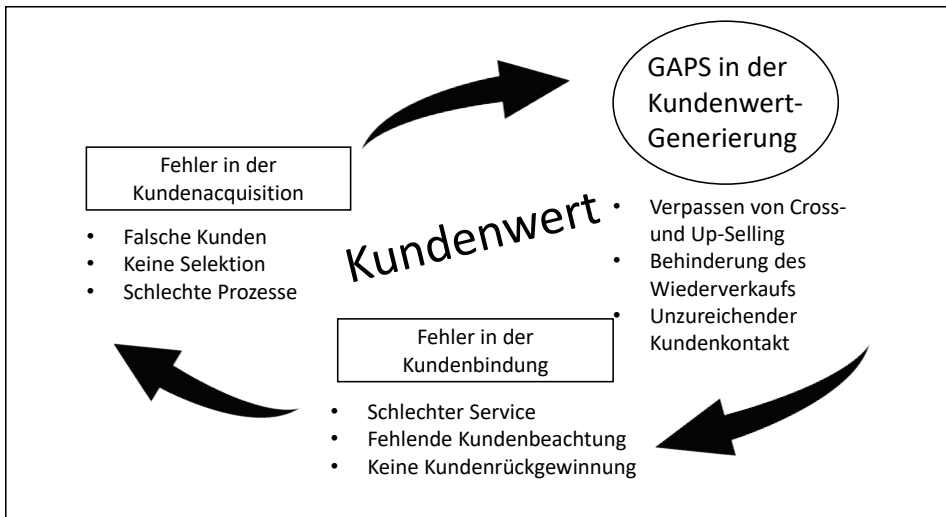 GAPS in der
Kundenwert-
Generierung
Fehler in der
Kundenacquisition
• Falsche Kunden
• Keine Selektion
• Schlechte Prozesse
Kundenwert
• Verpassen von Cross-
und Up-Selling
• Behinderung des
Wiederverkaufs
• Unzureichender
Kundenkontakt
Fehler in der
Kundenbindung
• Schlechter Service
• Fehlende Kundenbeachtung
• Keine Kundenrückgewinnung